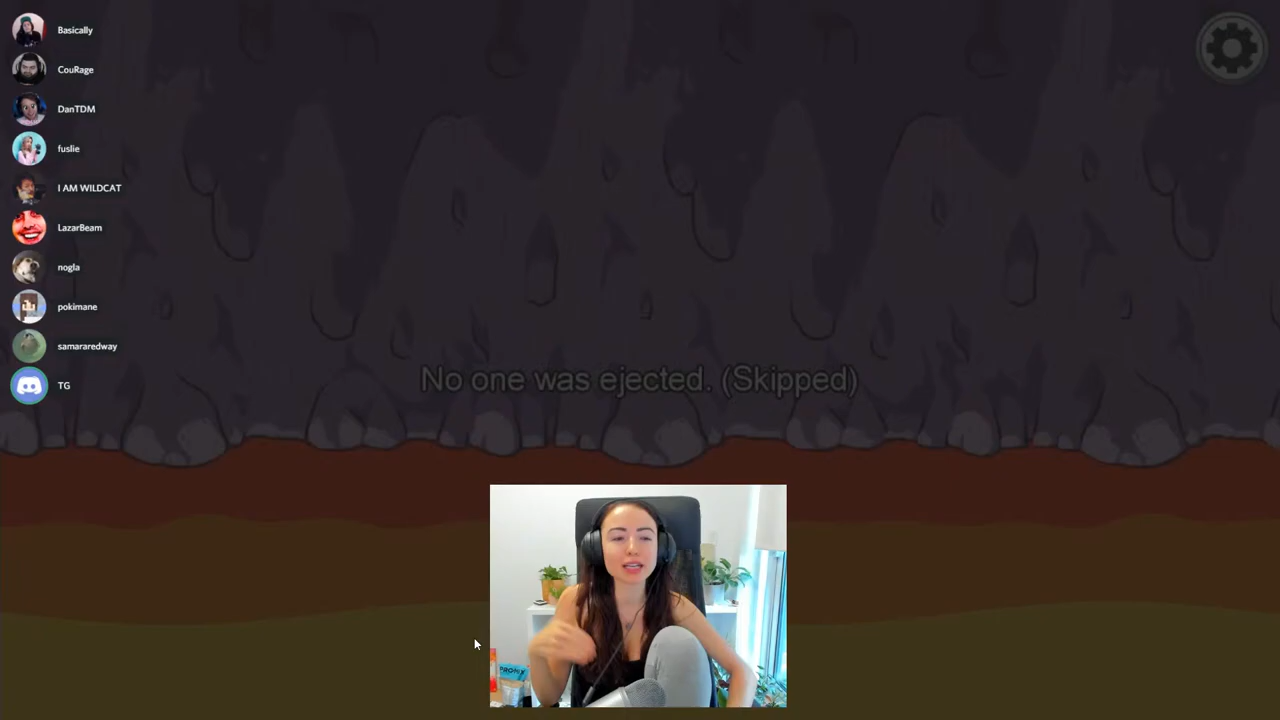 Basically
CouRage
DanTDM
fuslie
I AM WILDCAT
LazarBeam
nogla
pokimane
samararedway
TG
No one was ejected. (Skipped)